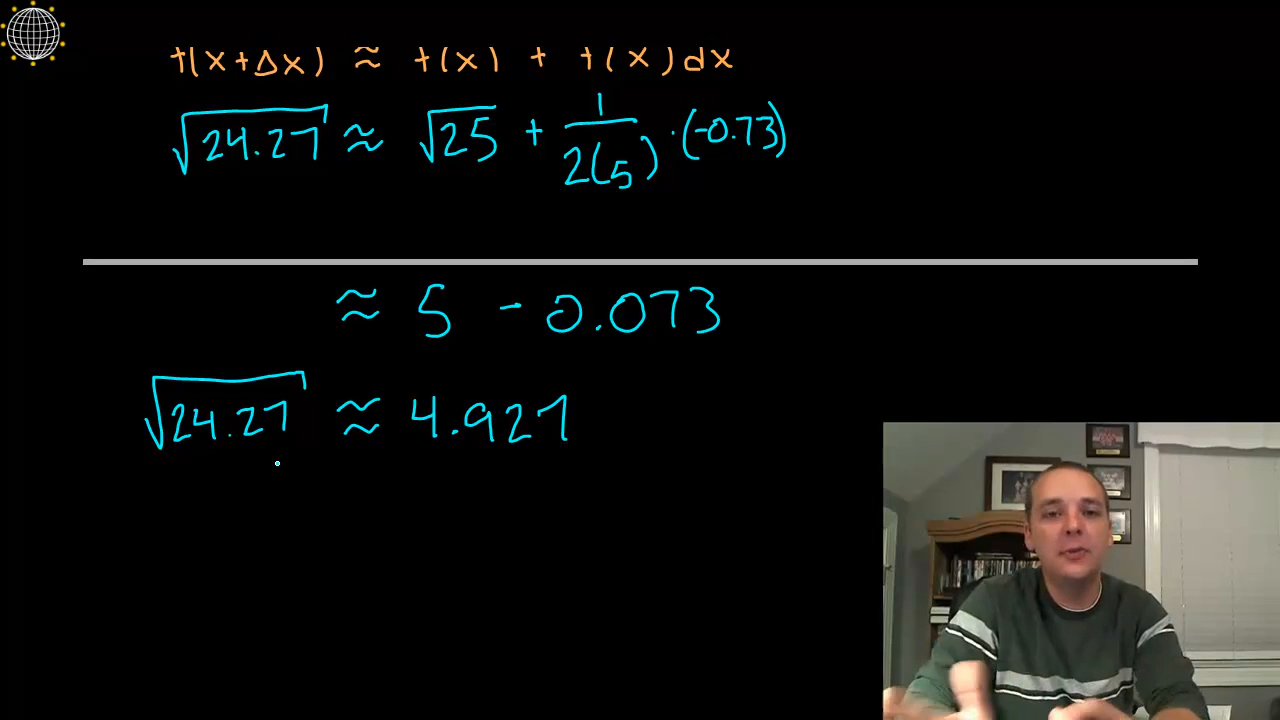 f(x+Δx) ≈ f(x) + f(x)dx
√24.27 ≈ √25 + 1/2(5) · (-0.73)
≈ 5 - 0.073
√24.27 ≈ 4.927